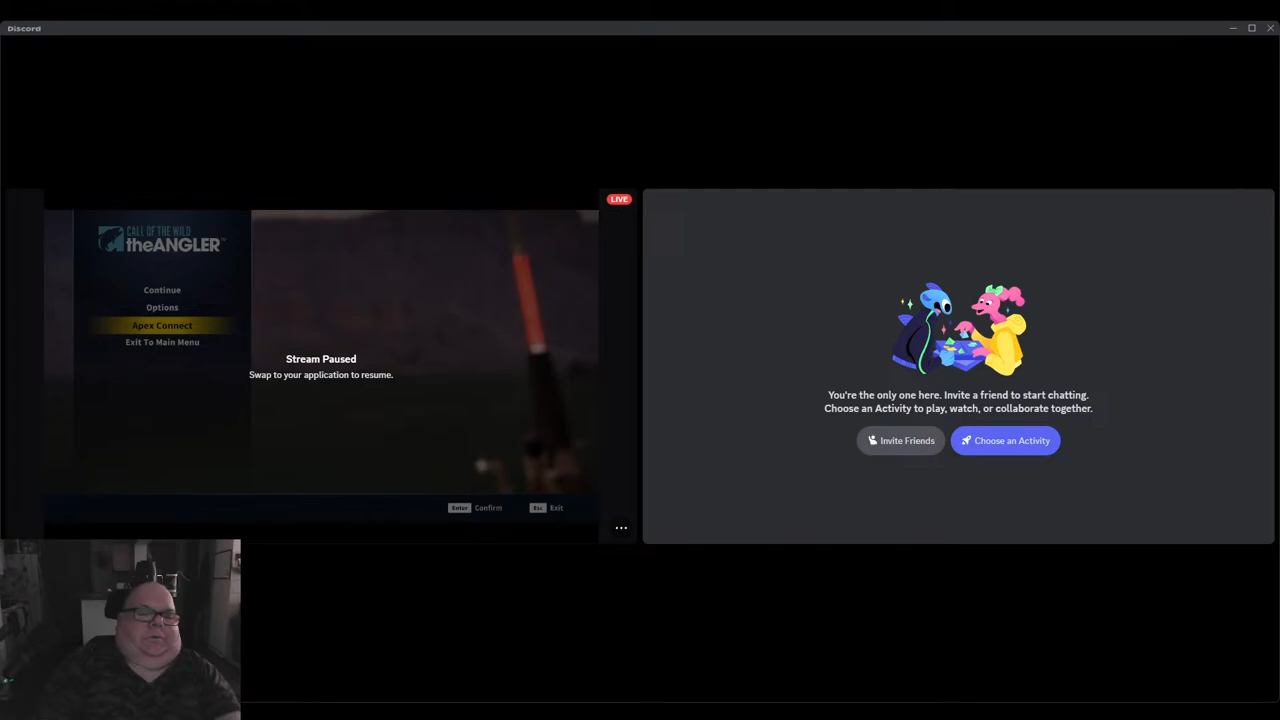 Discord
LIVE
CALL OF THE WILD
theANGLER™
Continue
Options
Apex Connect
Exit To Main Menu
Stream Paused
Swap to your application to resume.
Enter Confirm Esc Exit
You're the only one here. Invite a friend to start chatting.
Choose an Activity to play, watch, or collaborate together.
Invite Friends Choose an Activity